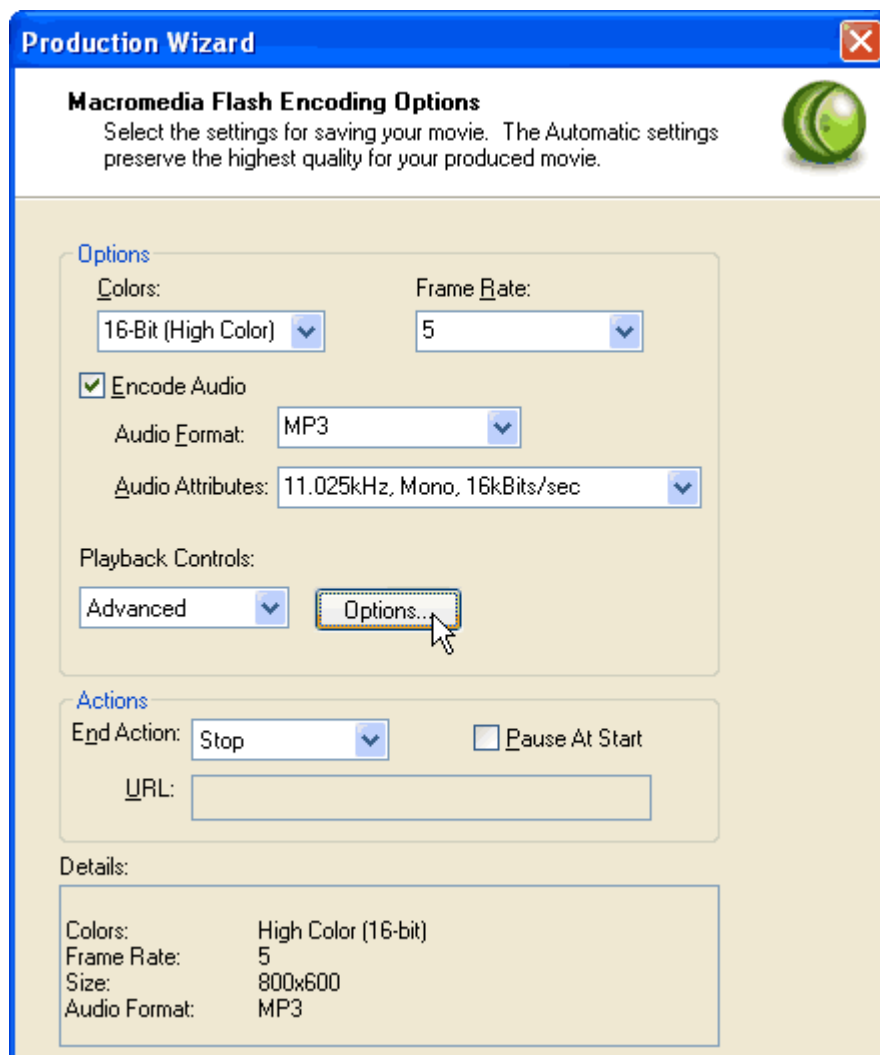 Production Wizard
Macromedia Flash Encoding Options
Select the settings for saving your movie.  The Automatic settings
preserve the highest quality for your produced movie.
Options
Colors: Frame Rate:
16-Bit (High Color) 5
Encode Audio
Audio Format: MP3
Audio Attributes: 11.025kHz, Mono, 16kBits/sec
Playback Controls:
Advanced Options...
Actions
End Action: Stop Pause At Start
URL:
Details:
Colors: High Color (16-bit)
Frame Rate: 5
Size: 800x600
Audio Format: MP3